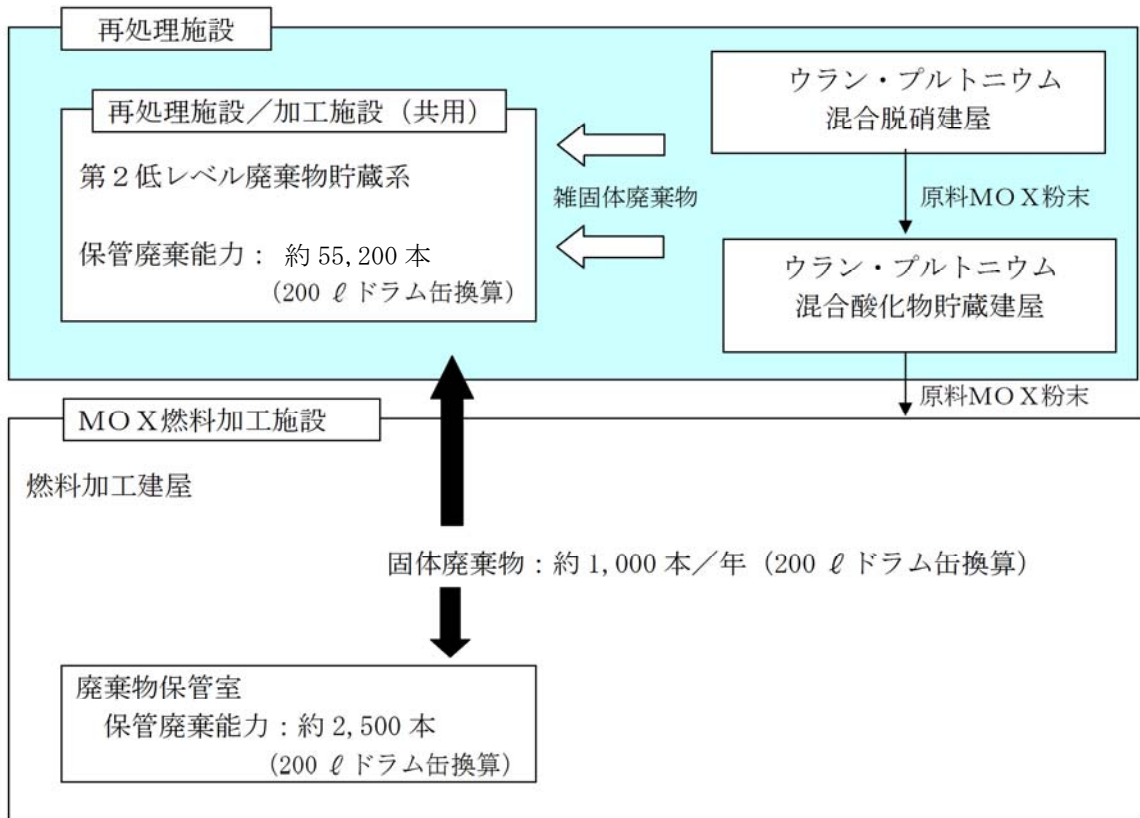 再処理施設
再処理施設／加工施設（共用）
第２低レベル廃棄物貯蔵系
保管廃棄能力： 約 55,200 本
(200 ℓ ドラム缶換算)
雑固体廃棄物
ウラン・プルトニウム
混合脱硝建屋
原料ＭＯＸ粉末
ウラン・プルトニウム
混合酸化物貯蔵建屋
原料ＭＯＸ粉末
ＭＯＸ燃料加工施設
燃料加工建屋
固体廃棄物：約 1,000 本／年（200 ℓ ドラム缶換算）
廃棄物保管室
保管廃棄能力：約 2,500 本
(200 ℓ ドラム缶換算)